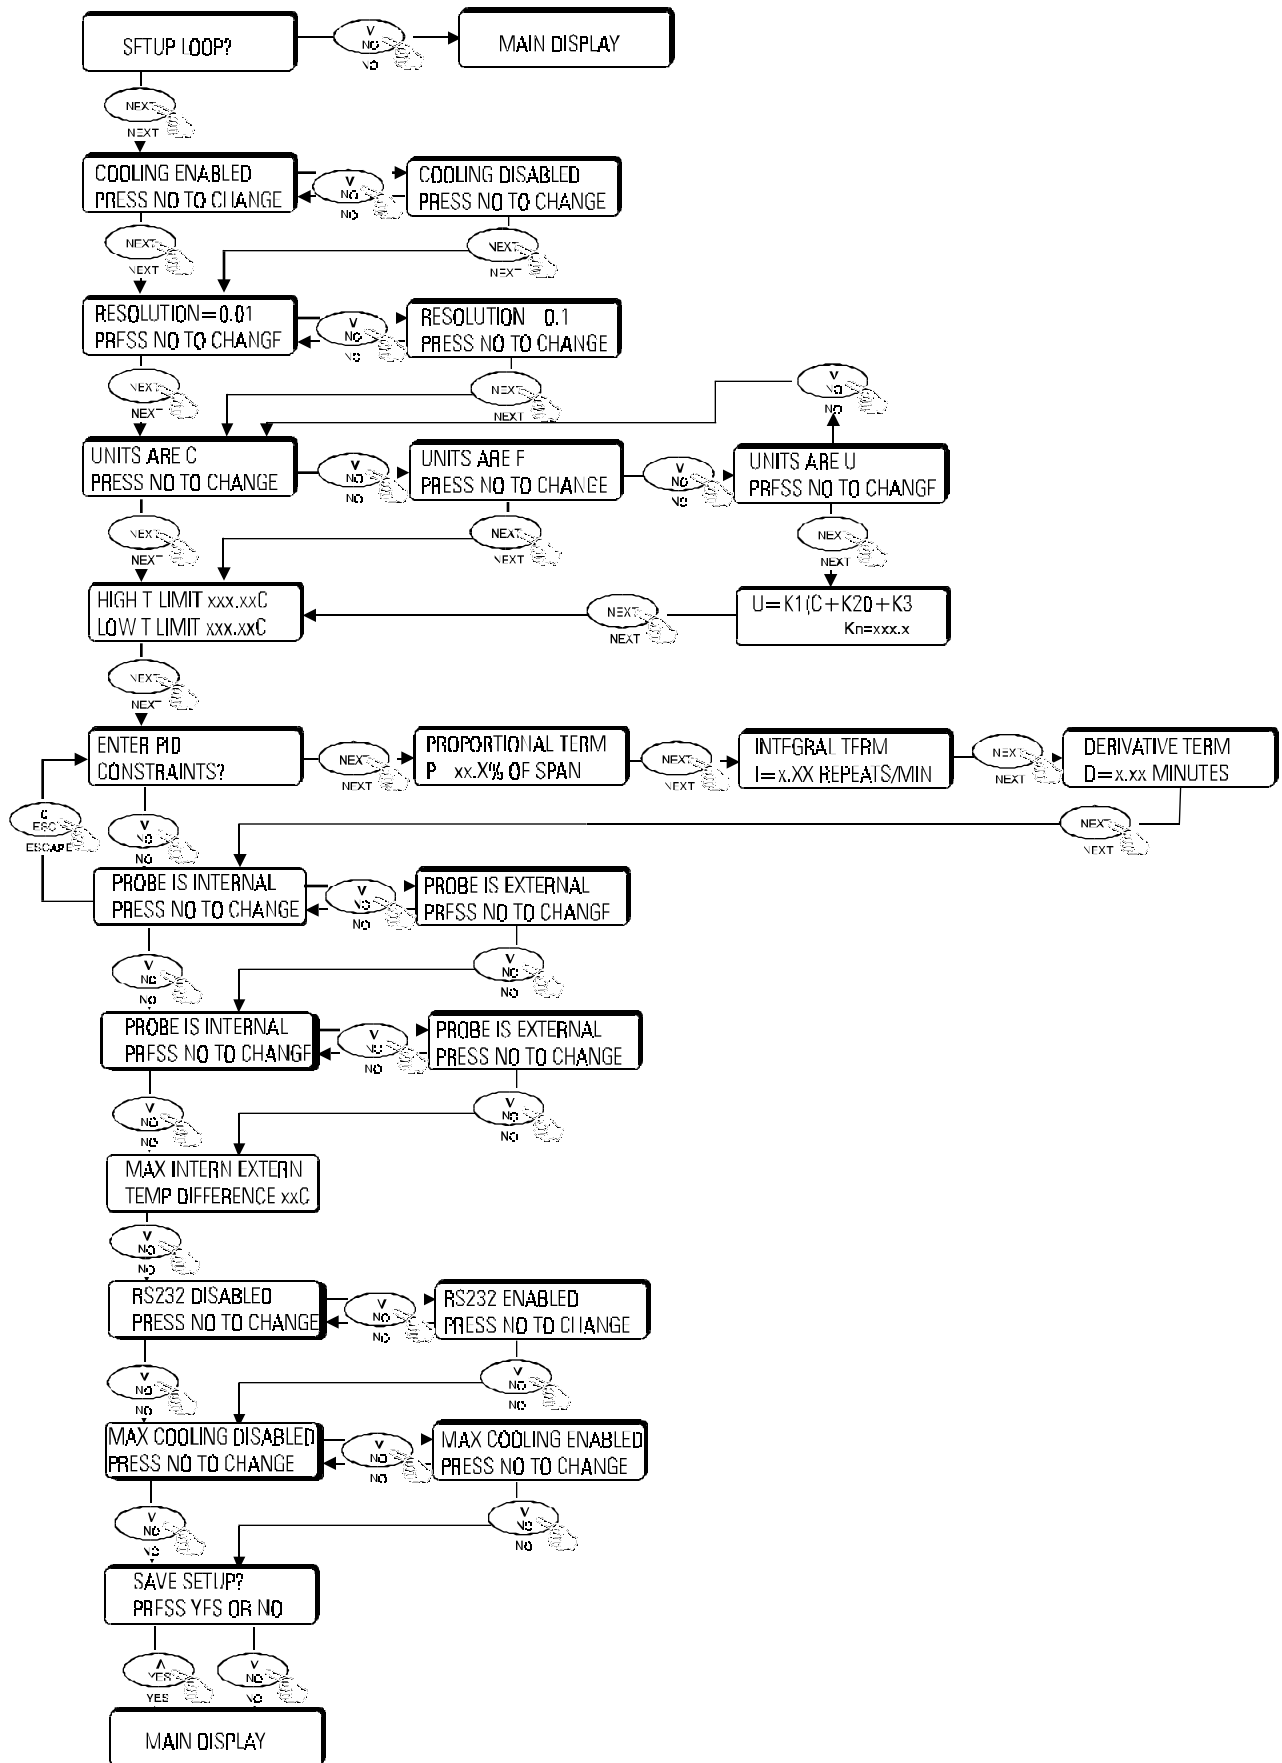 SETUP LOOP?
V
NO
NO
MAIN DISPLAY
NEXT
NEXT
COOLING ENABLED
PRESS NO TO CHANGE
V
NO
NO
COOLING DISABLED
PRESS NO TO CHANGE
NEXT
NEXT
NEXT
NEXT
RESOLUTION=0.01
PRESS NO TO CHANGE
V
NO
NO
RESOLUTION 0.1
PRESS NO TO CHANGE
NEXT
NEXT
NEXT
NEXT
V
NO
NO
UNITS ARE C
PRESS NO TO CHANGE
V
NO
NO
UNITS ARE F
PRESS NO TO CHANGE
V
NO
NO
UNITS ARE U
PRESS NO TO CHANGE
NEXT
NEXT
NEXT
NEXT
NEXT
NEXT
HIGH T LIMIT xxx.xxC
LOW T LIMIT xxx.xxC
NEXT
NEXT
U=K1(C+K20+K3
Kn=xxx.x
NEXT
NEXT
ENTER PID
CONSTRAINTS?
NEXT
NEXT
PROPORTIONAL TERM
P xx.X% OF SPAN
NEXT
NEXT
INTEGRAL TERM
I=x.XX REPEATS/MIN
NEXT
NEXT
DERIVATIVE TERM
D=x.xx MINUTES
ESC
ESCAPE
V
NO
NO
NEXT
NEXT
PROBE IS INTERNAL
PRESS NO TO CHANGE
V
NO
NO
PROBE IS EXTERNAL
PRESS NO TO CHANGE
V
NO
NO
V
NO
NO
PROBE IS INTERNAL
PRESS NO TO CHANGE
V
NO
NO
PROBE IS EXTERNAL
PRESS NO TO CHANGE
V
NO
NO
V
NO
NO
MAX INTERN EXTERN
TEMP DIFFERENCE xxC
V
NO
NO
RS232 DISABLED
PRESS NO TO CHANGE
V
NO
NO
RS232 ENABLED
PRESS NO TO CHANGE
V
NO
NO
V
NO
NO
MAX COOLING DISABLED
PRESS NO TO CHANGE
V
NO
NO
MAX COOLING ENABLED
PRESS NO TO CHANGE
V
NO
NO
V
NO
NO
SAVE SETUP?
PRESS YES OR NO
Λ
YES
YES
V
NO
NO
MAIN DISPLAY